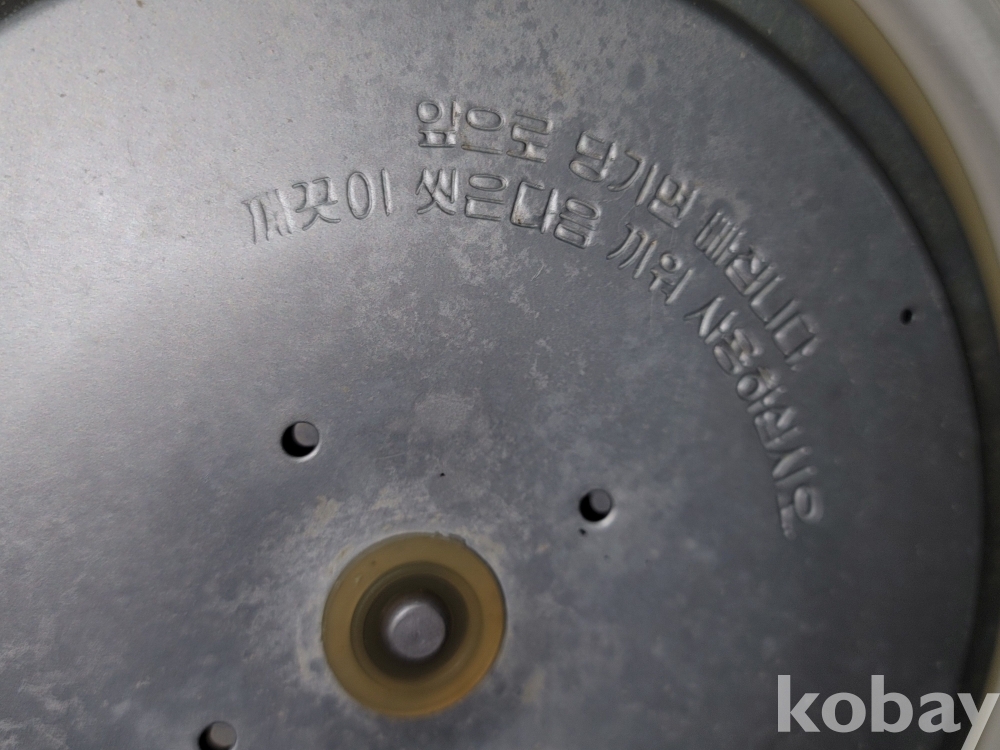 앞으로 당기면 빠집니다.
깨끗이 씻은다음 끼워 사용하십시요.
kobay